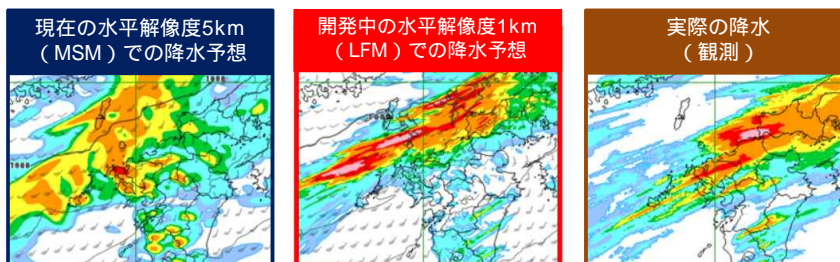 現在の水平解像度5km
（MSM）での降水予想
開発中の水平解像度1km
（LFM）での降水予想
実際の降水
（観測）
1008
1008